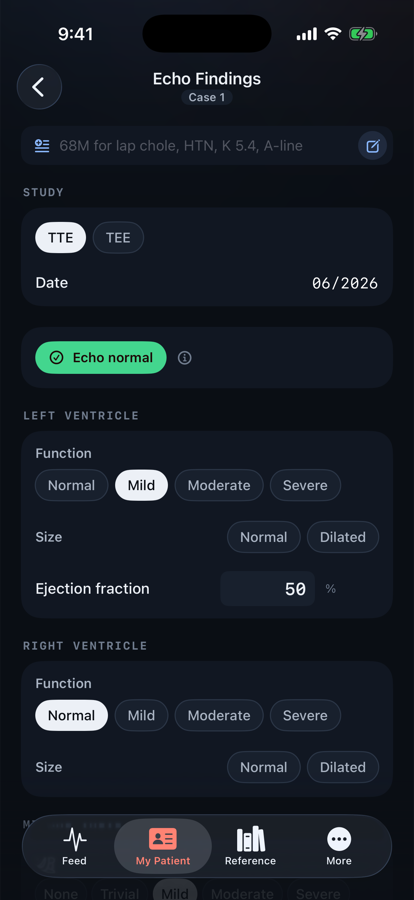 9:41
Echo Findings
Case 1
68M for lap chole, HTN, K 5.4, A-line
STUDY
TTE TEE
Date 06/2026
Echo normal
LEFT VENTRICLE
Function
Normal Mild Moderate Severe
Size Normal Dilated
Ejection fraction 50 %
RIGHT VENTRICLE
Function
Normal Mild Moderate Severe
Size Normal Dilated
Feed My Patient Reference More
None Trivial Mild Moderate Severe